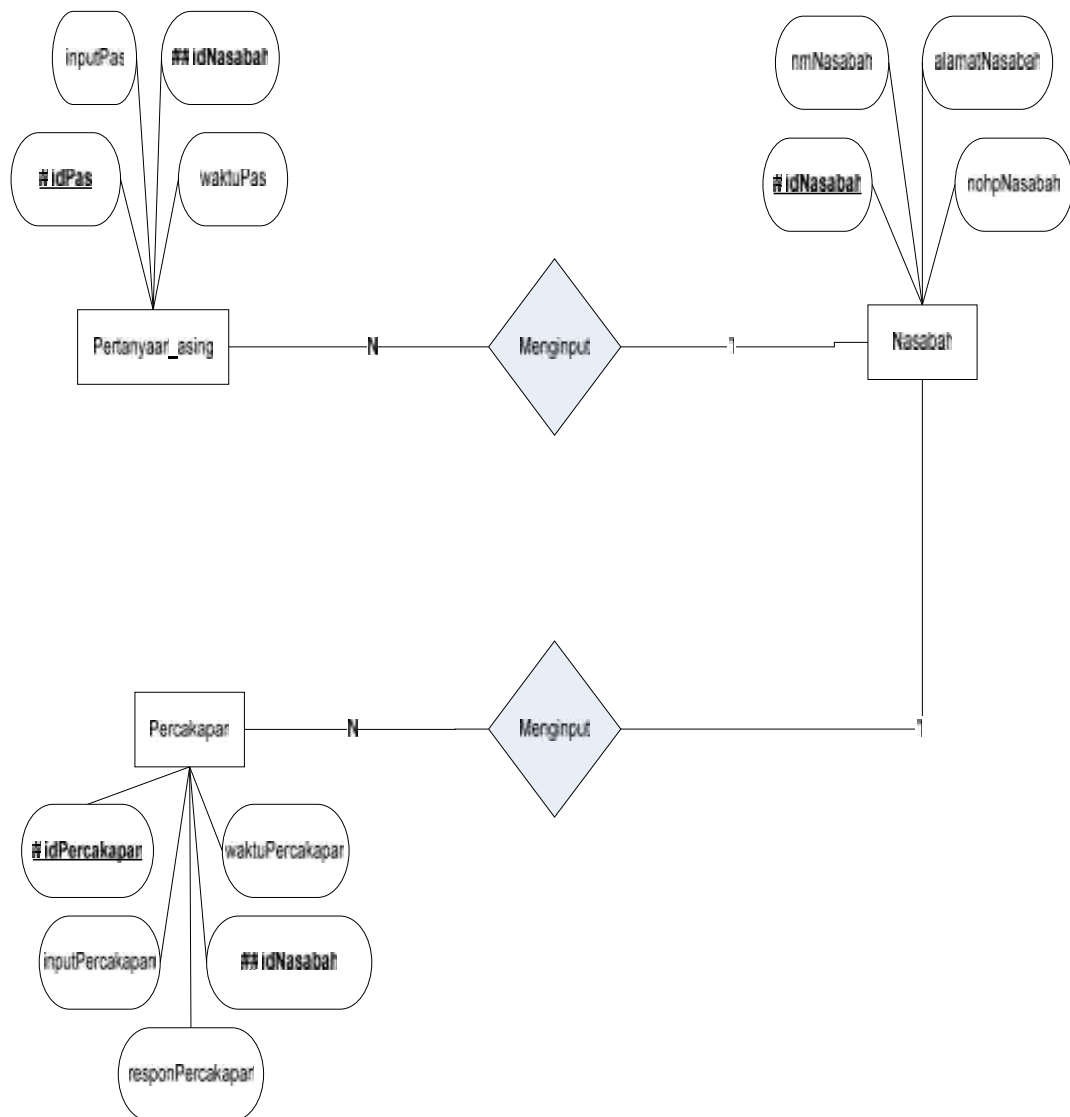 inputPas
##idNasabah
#idPas
waktuPas
nmNasabah
alamatNasabah
#idNasabah
nohpNasabah
Pertanyaan_asing
N
Menginput
1
Nasabah
Percakapan
N
Menginput
1
#idPercakapan
waktuPercakapan
inputPercakapan
##idNasabah
responPercakapan